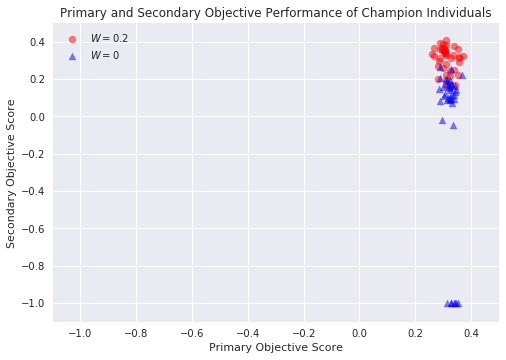 Primary and Secondary Objective Performance of Champion Individuals
W = 0.2
W = 0
0.4
0.2
0.0
−0.2
−0.4
−0.6
−0.8
−1.0
Secondary Objective Score
−1.0 −0.8 −0.6 −0.4 −0.2 0.0 0.2 0.4
Primary Objective Score